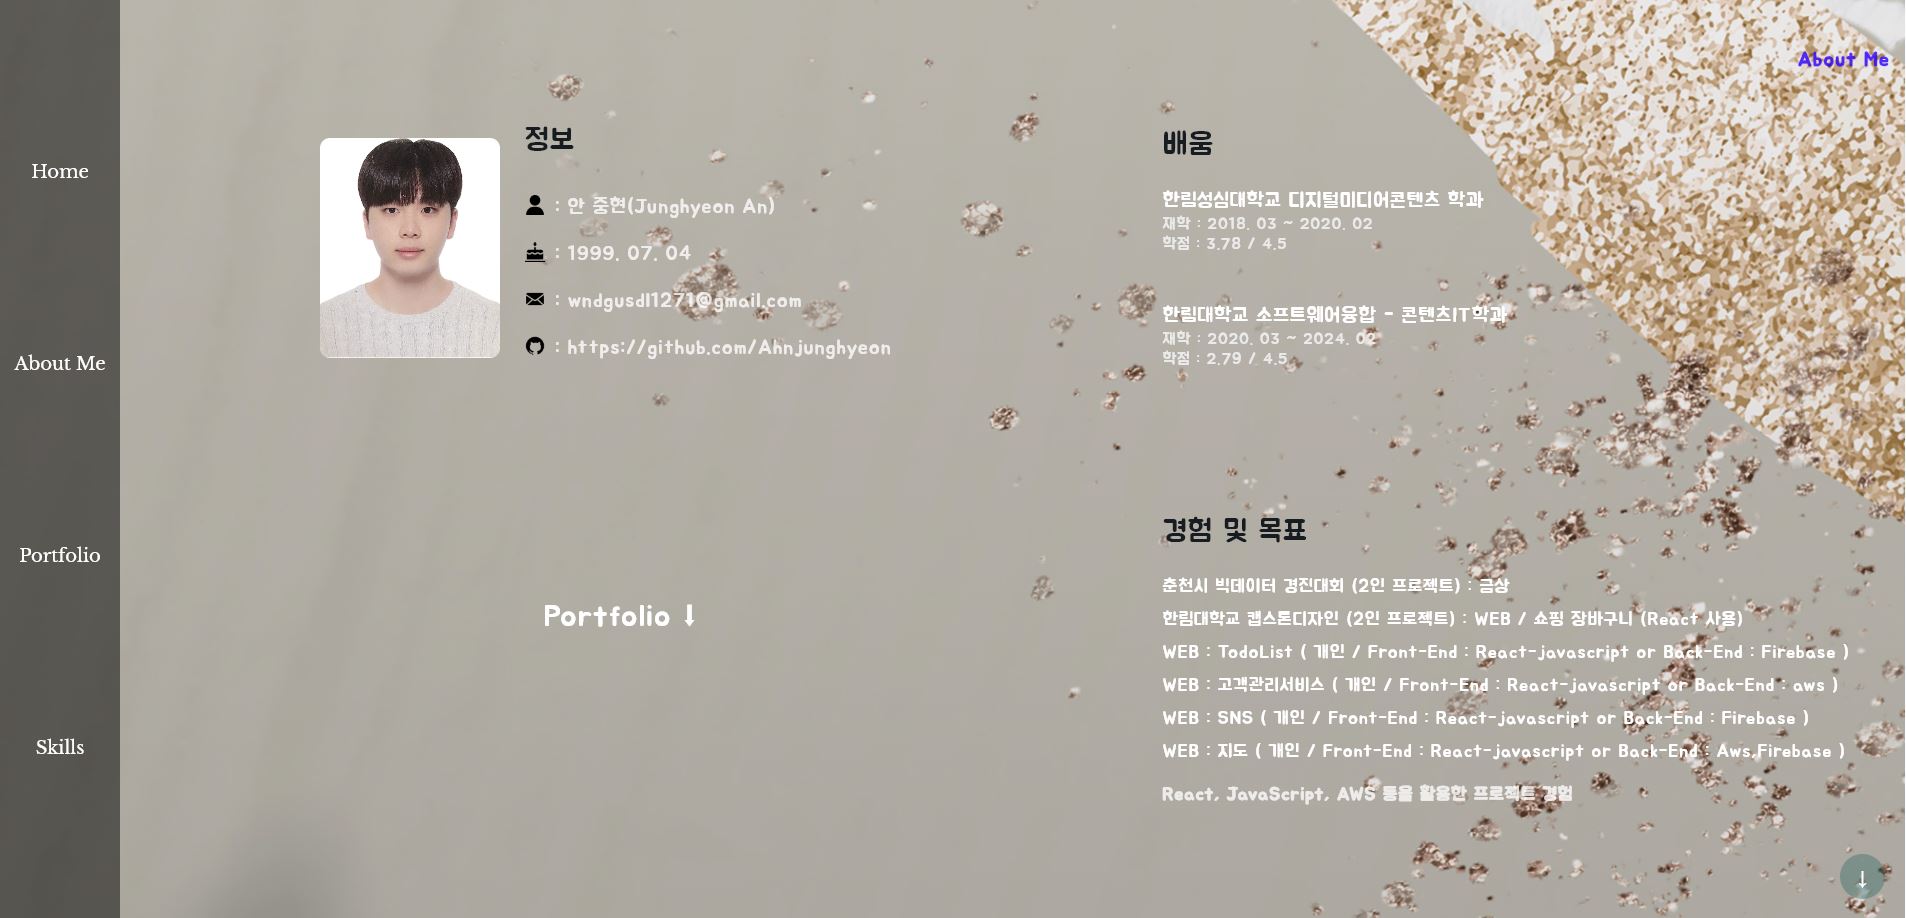 Home
About Me
Portfolio
Skills
About Me
정보
: 안 중현(Junghyeon An)
: 1999. 07. 04
: wndgusdl1271@gmail.com
: https://github.com/Ahnjunghyeon
Portfolio ⬇
배움
한림성심대학교 디지털미디어콘텐츠 학과
재학 : 2018. 03 ~ 2020. 02
학점 : 3.78 / 4.5
한림대학교 소프트웨어융합 - 콘텐츠IT학과
재학 : 2020. 03 ~ 2024. 02
학점 : 2.79 / 4.5
경험 및 목표
춘천시 빅데이터 경진대회 (2인 프로젝트) : 금상
한림대학교 캡스톤디자인 (2인 프로젝트) : WEB / 쇼핑 장바구니 (React 사용)
WEB : TodoList ( 개인 / Front-End : React-javascript or Back-End : Firebase )
WEB : 고객관리서비스 ( 개인 / Front-End : React-javascript or Back-End : aws )
WEB : SNS ( 개인 / Front-End : React-javascript or Back-End : Firebase )
WEB : 지도 ( 개인 / Front-End : React-javascript or Back-End : Aws,Firebase )
React, JavaScript, AWS 등을 활용한 프로젝트 경험
↓